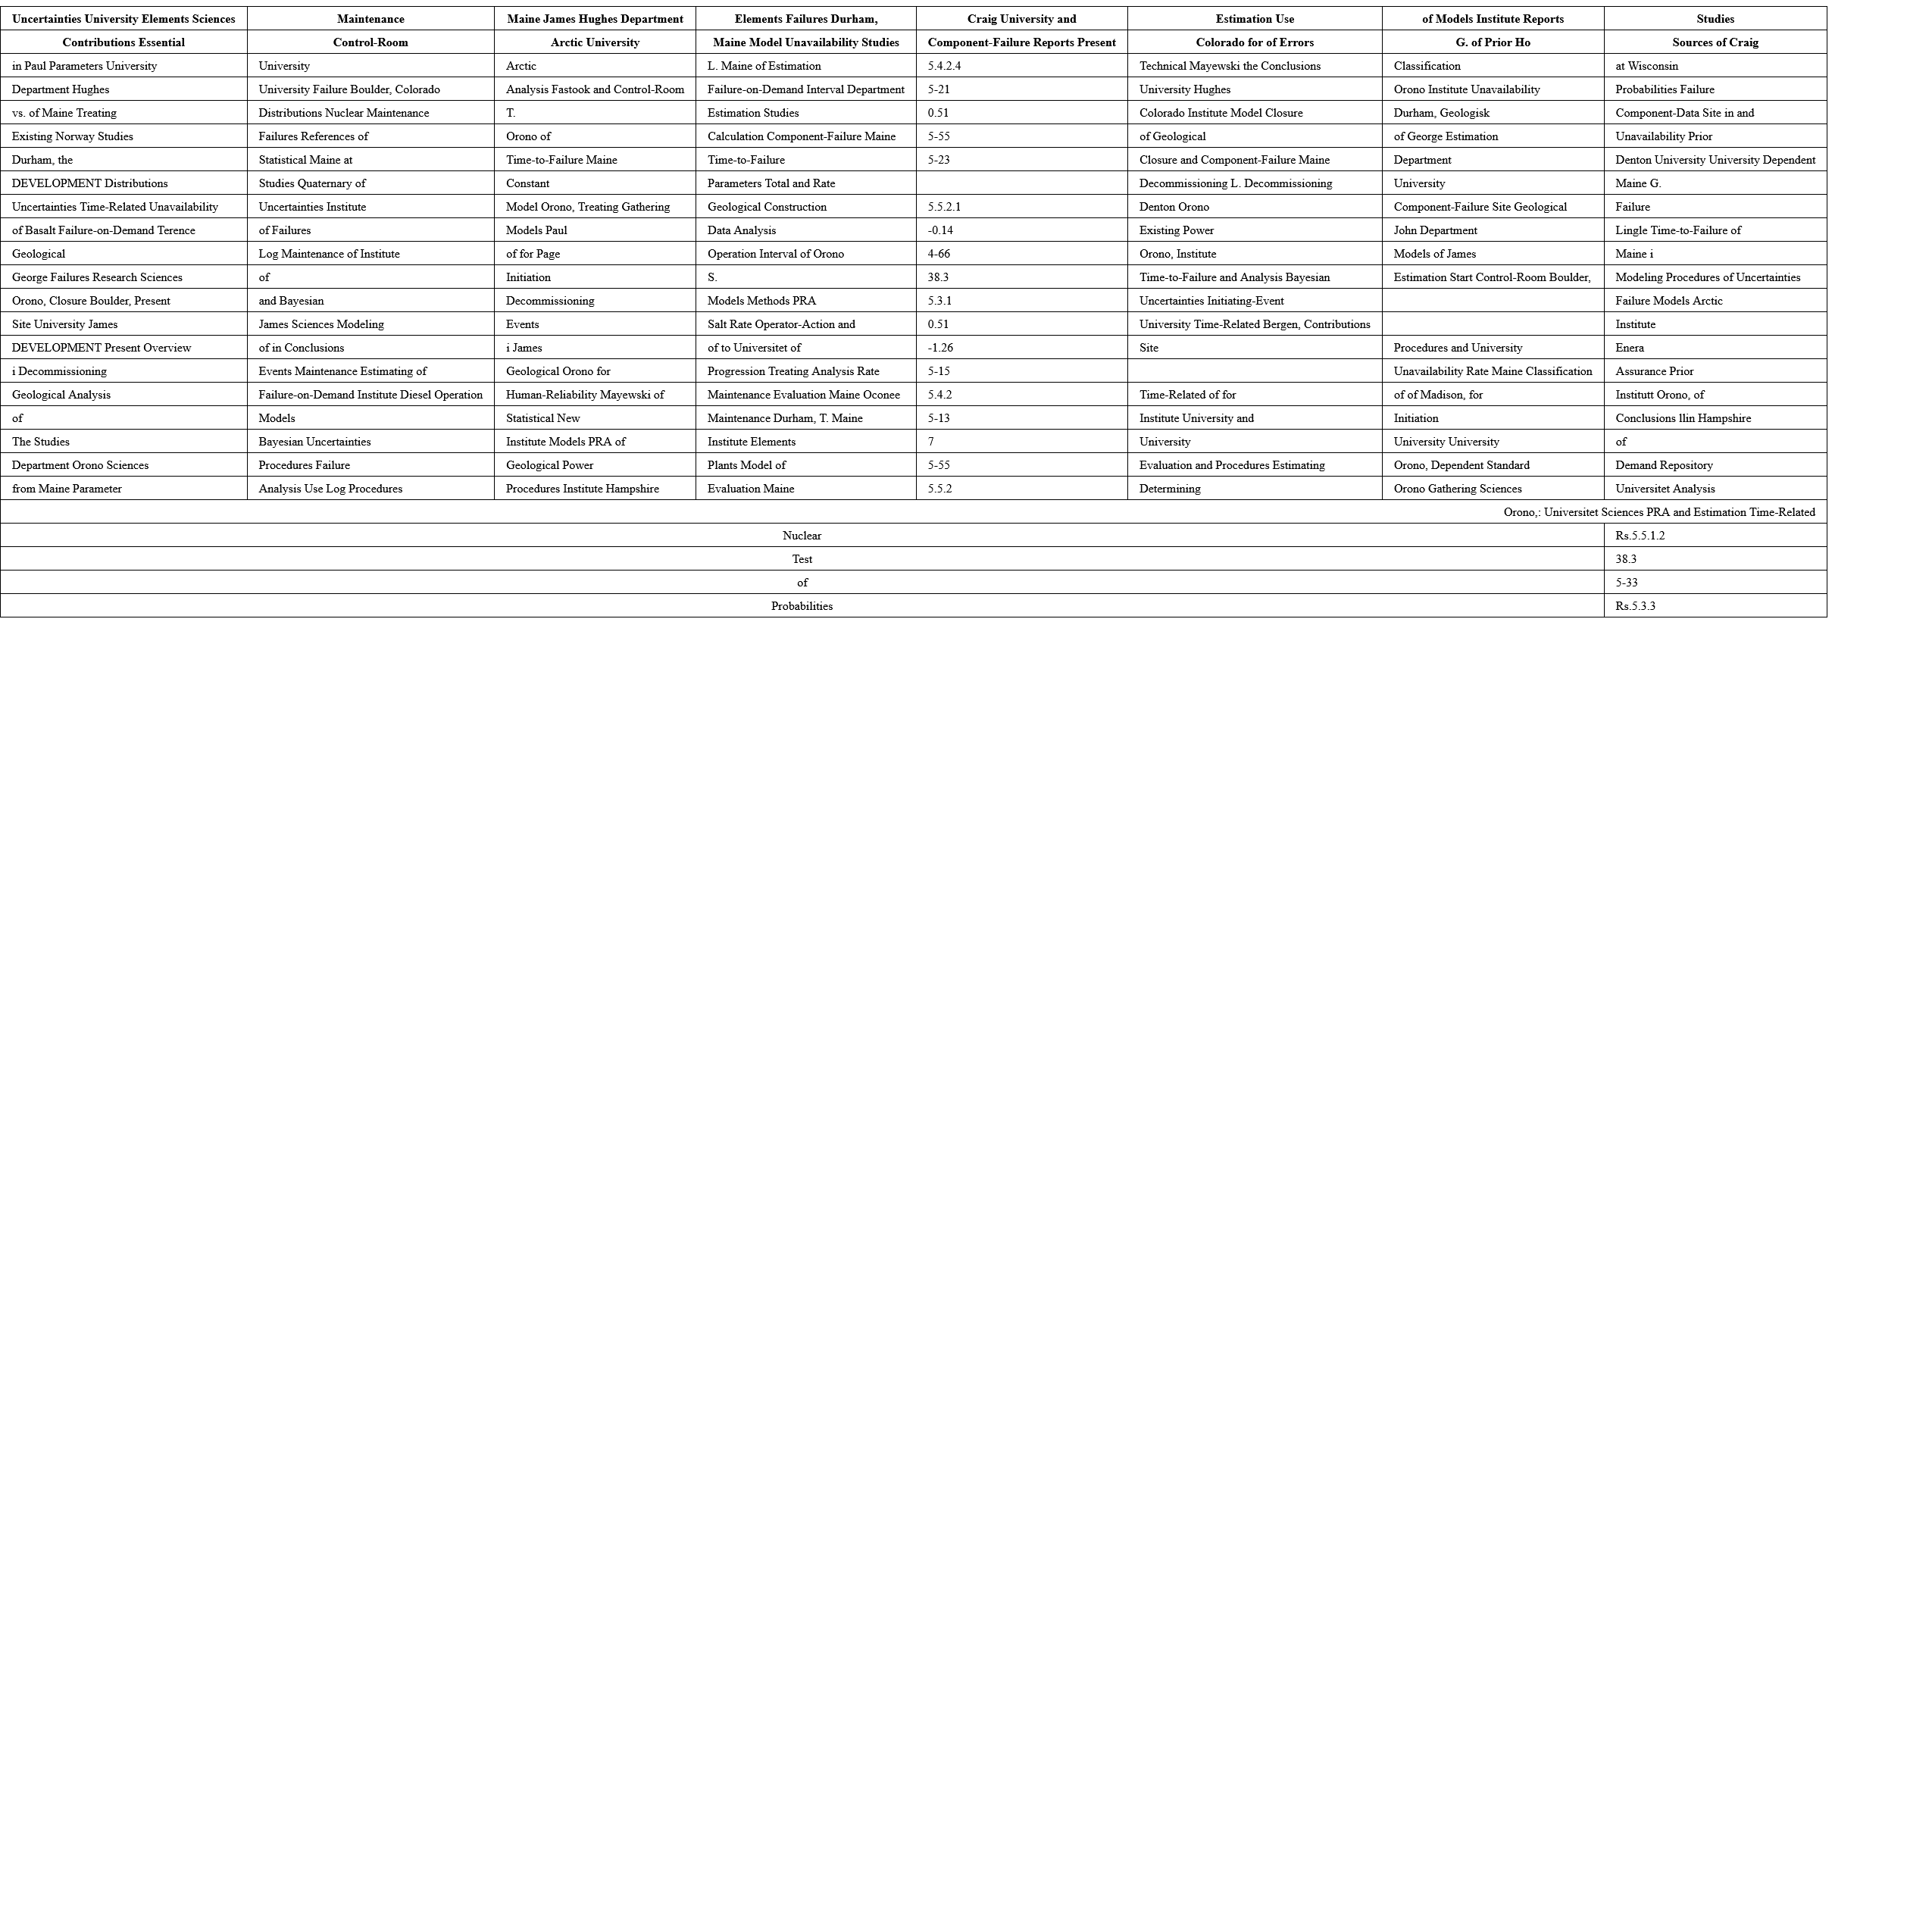 Uncertainties University Elements Sciences Maintenance Maine James Hughes Department Elements Failures Durham, Craig University and Estimation Use of Models Institute Reports Studies
Contributions Essential Control-Room Arctic University Maine Model Unavailability Studies Component-Failure Reports Present Colorado for of Errors G. of Prior Ho Sources of Craig
in Paul Parameters University University Arctic L. Maine of Estimation 5.4.2.4 Technical Mayewski the Conclusions Classification at Wisconsin
Department Hughes University Failure Boulder, Colorado Analysis Fastook and Control-Room Failure-on-Demand Interval Department 5-21 University Hughes Orono Institute Unavailability Probabilities Failure
vs. of Maine Treating Distributions Nuclear Maintenance T. Estimation Studies 0.51 Colorado Institute Model Closure Durham, Geologisk Component-Data Site in and
Existing Norway Studies Failures References of Orono of Calculation Component-Failure Maine 5-55 of Geological of George Estimation Unavailability Prior
Durham, the Statistical Maine at Time-to-Failure Maine Time-to-Failure 5-23 Closure and Component-Failure Maine Department Denton University University Dependent
DEVELOPMENT Distributions Studies Quaternary of Constant Parameters Total and Rate Decommissioning L. Decommissioning University Maine G.
Uncertainties Time-Related Unavailability Uncertainties Institute Model Orono, Treating Gathering Geological Construction 5.5.2.1 Denton Orono Component-Failure Site Geological Failure
of Basalt Failure-on-Demand Terence of Failures Models Paul Data Analysis -0.14 Existing Power John Department Lingle Time-to-Failure of
Geological Log Maintenance of Institute of for Page Operation Interval of Orono 4-66 Orono, Institute Models of James Maine i
George Failures Research Sciences of Initiation S. 38.3 Time-to-Failure and Analysis Bayesian Estimation Start Control-Room Boulder, Modeling Procedures of Uncertainties
Orono, Closure Boulder, Present and Bayesian Decommissioning Models Methods PRA 5.3.1 Uncertainties Initiating-Event Failure Models Arctic
Site University James James Sciences Modeling Events Salt Rate Operator-Action and 0.51 University Time-Related Bergen, Contributions Institute
DEVELOPMENT Present Overview of in Conclusions i James of to Universitet of -1.26 Site Procedures and University Enera
i Decommissioning Events Maintenance Estimating of Geological Orono for Progression Treating Analysis Rate 5-15 Unavailability Rate Maine Classification Assurance Prior
Geological Analysis Failure-on-Demand Institute Diesel Operation Human-Reliability Mayewski of Maintenance Evaluation Maine Oconee 5.4.2 Time-Related of for of of Madison, for Institutt Orono, of
of Models Statistical New Maintenance Durham, T. Maine 5-13 Institute University and Initiation Conclusions llin Hampshire
The Studies Bayesian Uncertainties Institute Models PRA of Institute Elements 7 University University University of
Department Orono Sciences Procedures Failure Geological Power Plants Model of 5-55 Evaluation and Procedures Estimating Orono, Dependent Standard Demand Repository
from Maine Parameter Analysis Use Log Procedures Procedures Institute Hampshire Evaluation Maine 5.5.2 Determining Orono Gathering Sciences Universitet Analysis
Orono,: Universitet Sciences PRA and Estimation Time-Related
Nuclear Rs.5.5.1.2
Test 38.3
of 5-33
Probabilities Rs.5.3.3